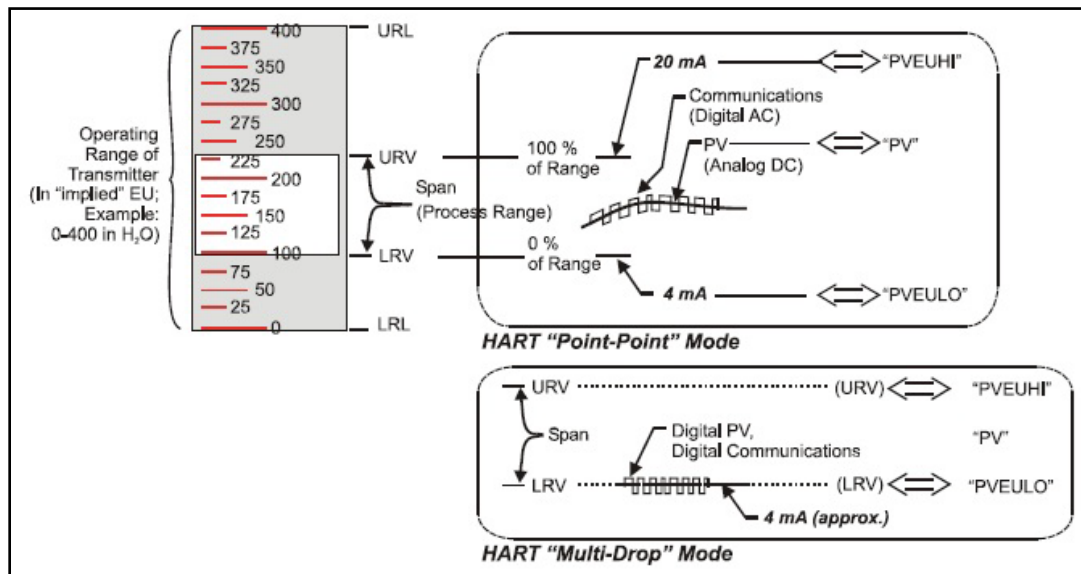 400
375
350
325
300
275
250
225
200
175
150
125
100
75
50
25
0
Operating
Range of
Transmitter
(In “implied” EU;
Example:
0-400 in H₂O)
URL
URV
Span
(Process Range)
LRV
LRL
100 %
of Range
0 %
of Range
20 mA
Communications
(Digital AC)
PV
(Analog DC)
4 mA
“PVEUHI”
“PV”
“PVEULO”
HART “Point-Point” Mode
URV
(URV)
“PVEUHI”
Span
Digital PV,
Digital Communications
“PV”
LRV
(LRV)
“PVEULO”
4 mA (approx.)
HART “Multi-Drop” Mode